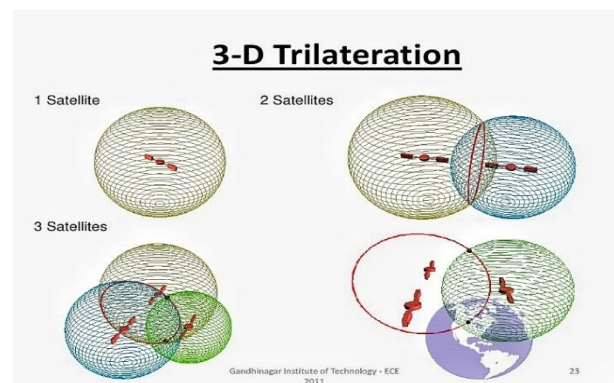 3-D Trilateration
1 Satellite
2 Satellites
3 Satellites
Gandhinagar Institute of Technology - ECE
2011
23